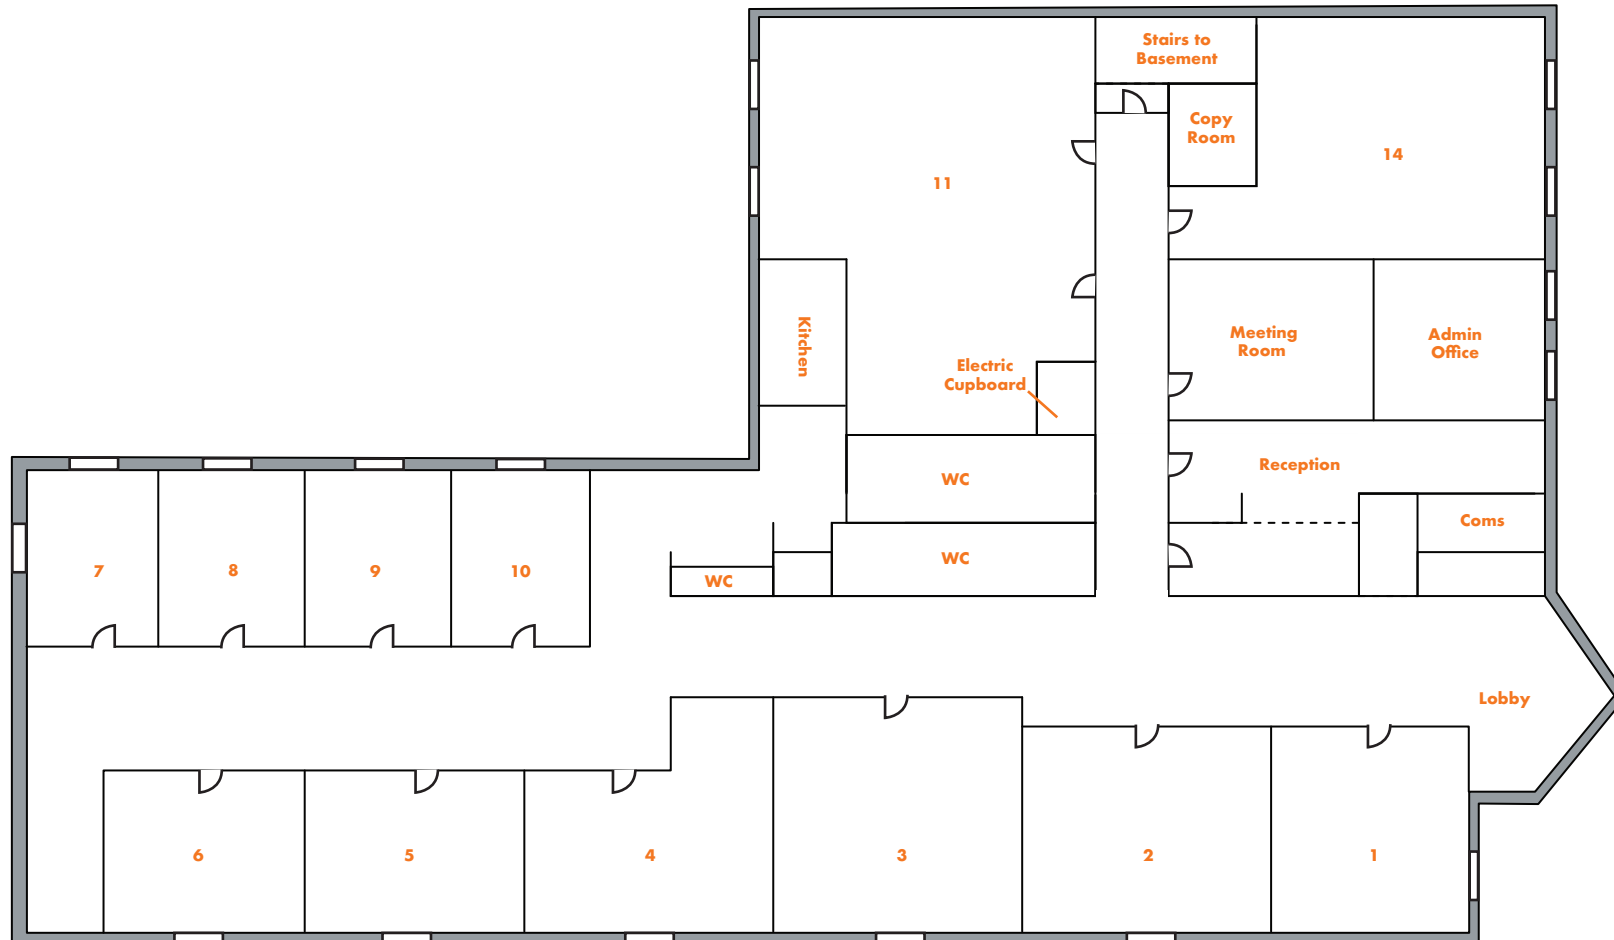 Stairs to
Basement
Copy
Room
14
11
Kitchen
Meeting
Room
Admin
Office
Electric
Cupboard
Reception
WC
Coms
WC
WC
7
8
9
10
Lobby
6
5
4
3
2
1